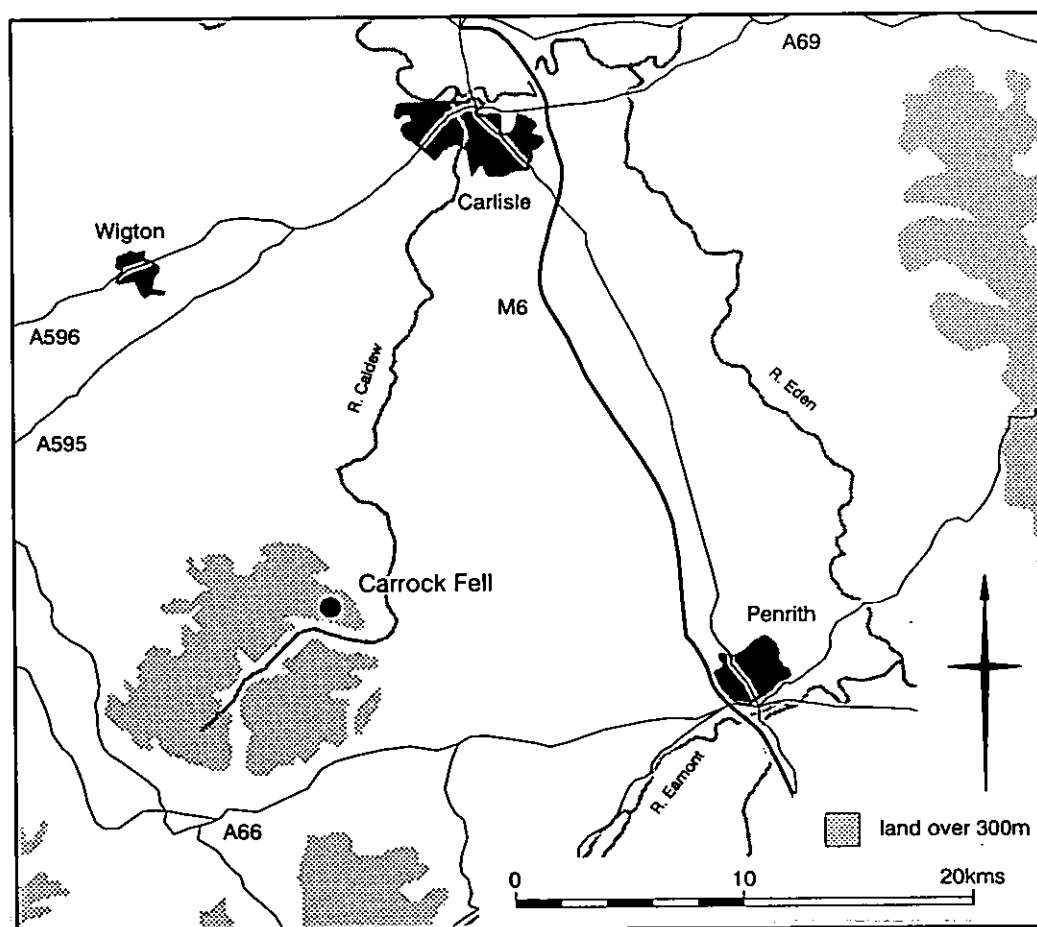 A69
Carlisle
Wigton
M6
A596
R. Caldew
R. Eden
A595
Carrock Fell
Penrith
R. Eamont
land over 300m
A66
0 10 20kms